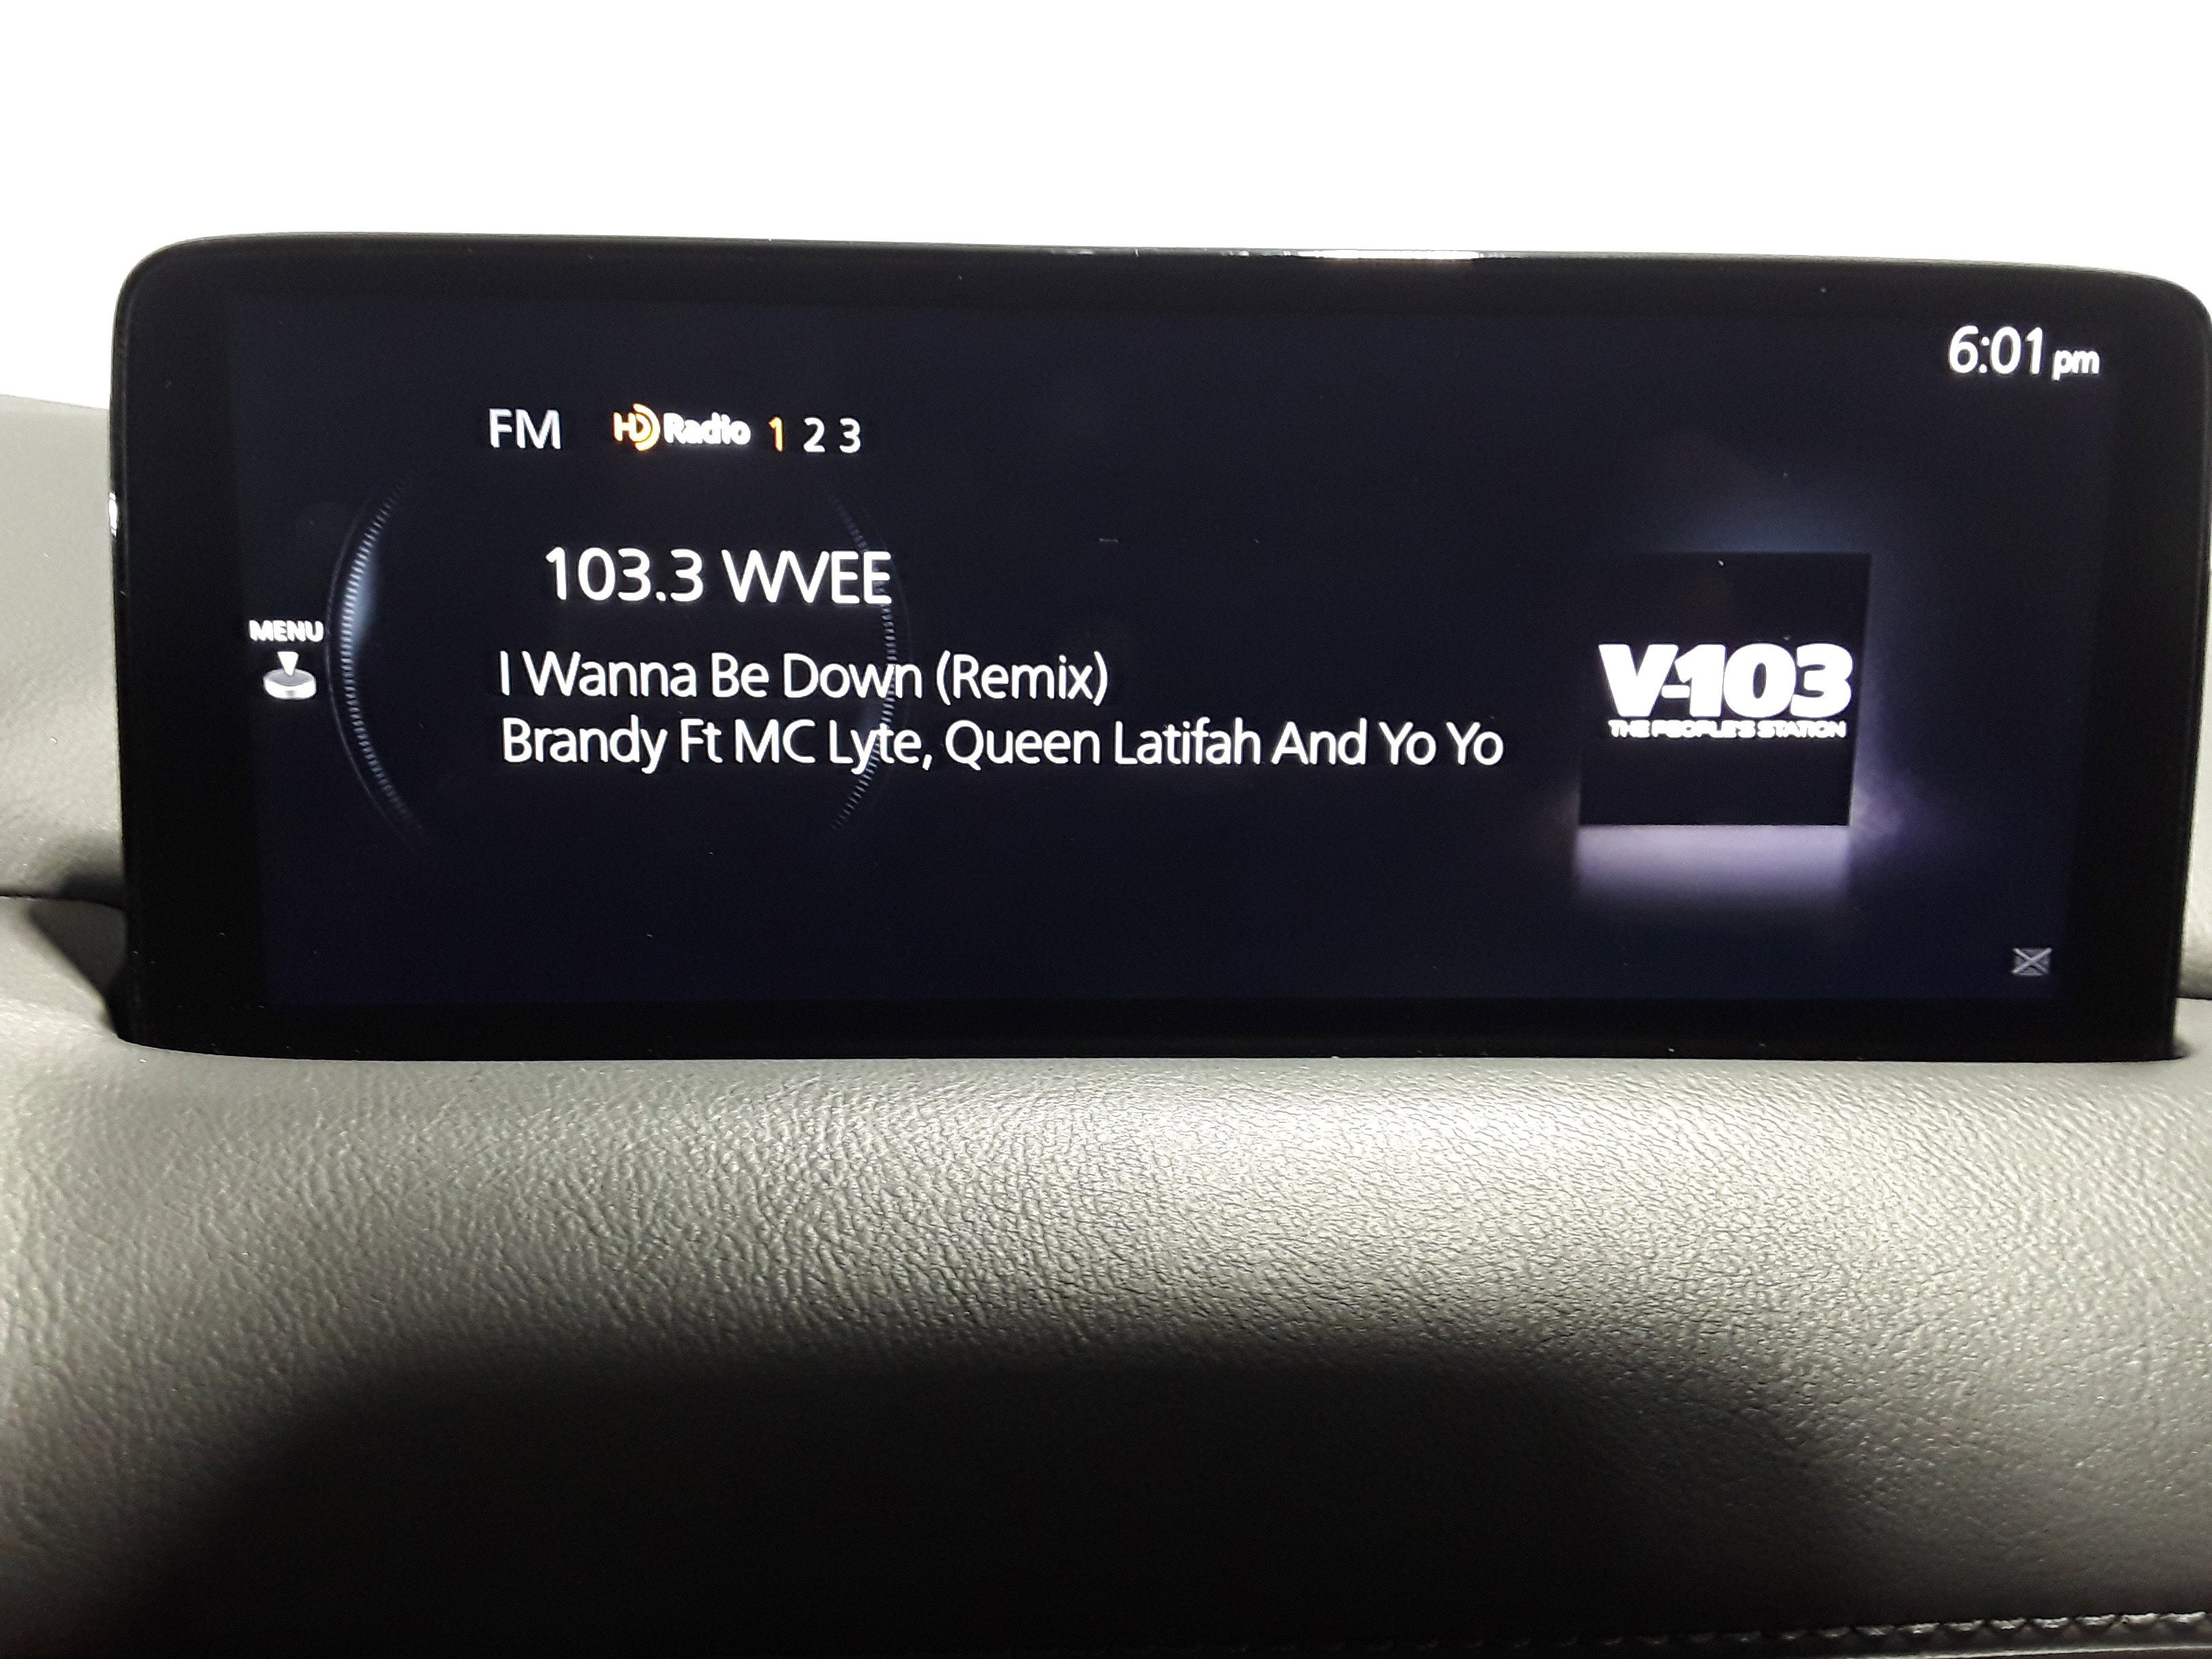 6:01 pm
FM HD Radio 1 2 3
103.3 WVEE
MENU
I Wanna Be Down (Remix)
Brandy Ft MC Lyte, Queen Latifah And Yo Yo
V-103
THE PEOPLE'S STATION